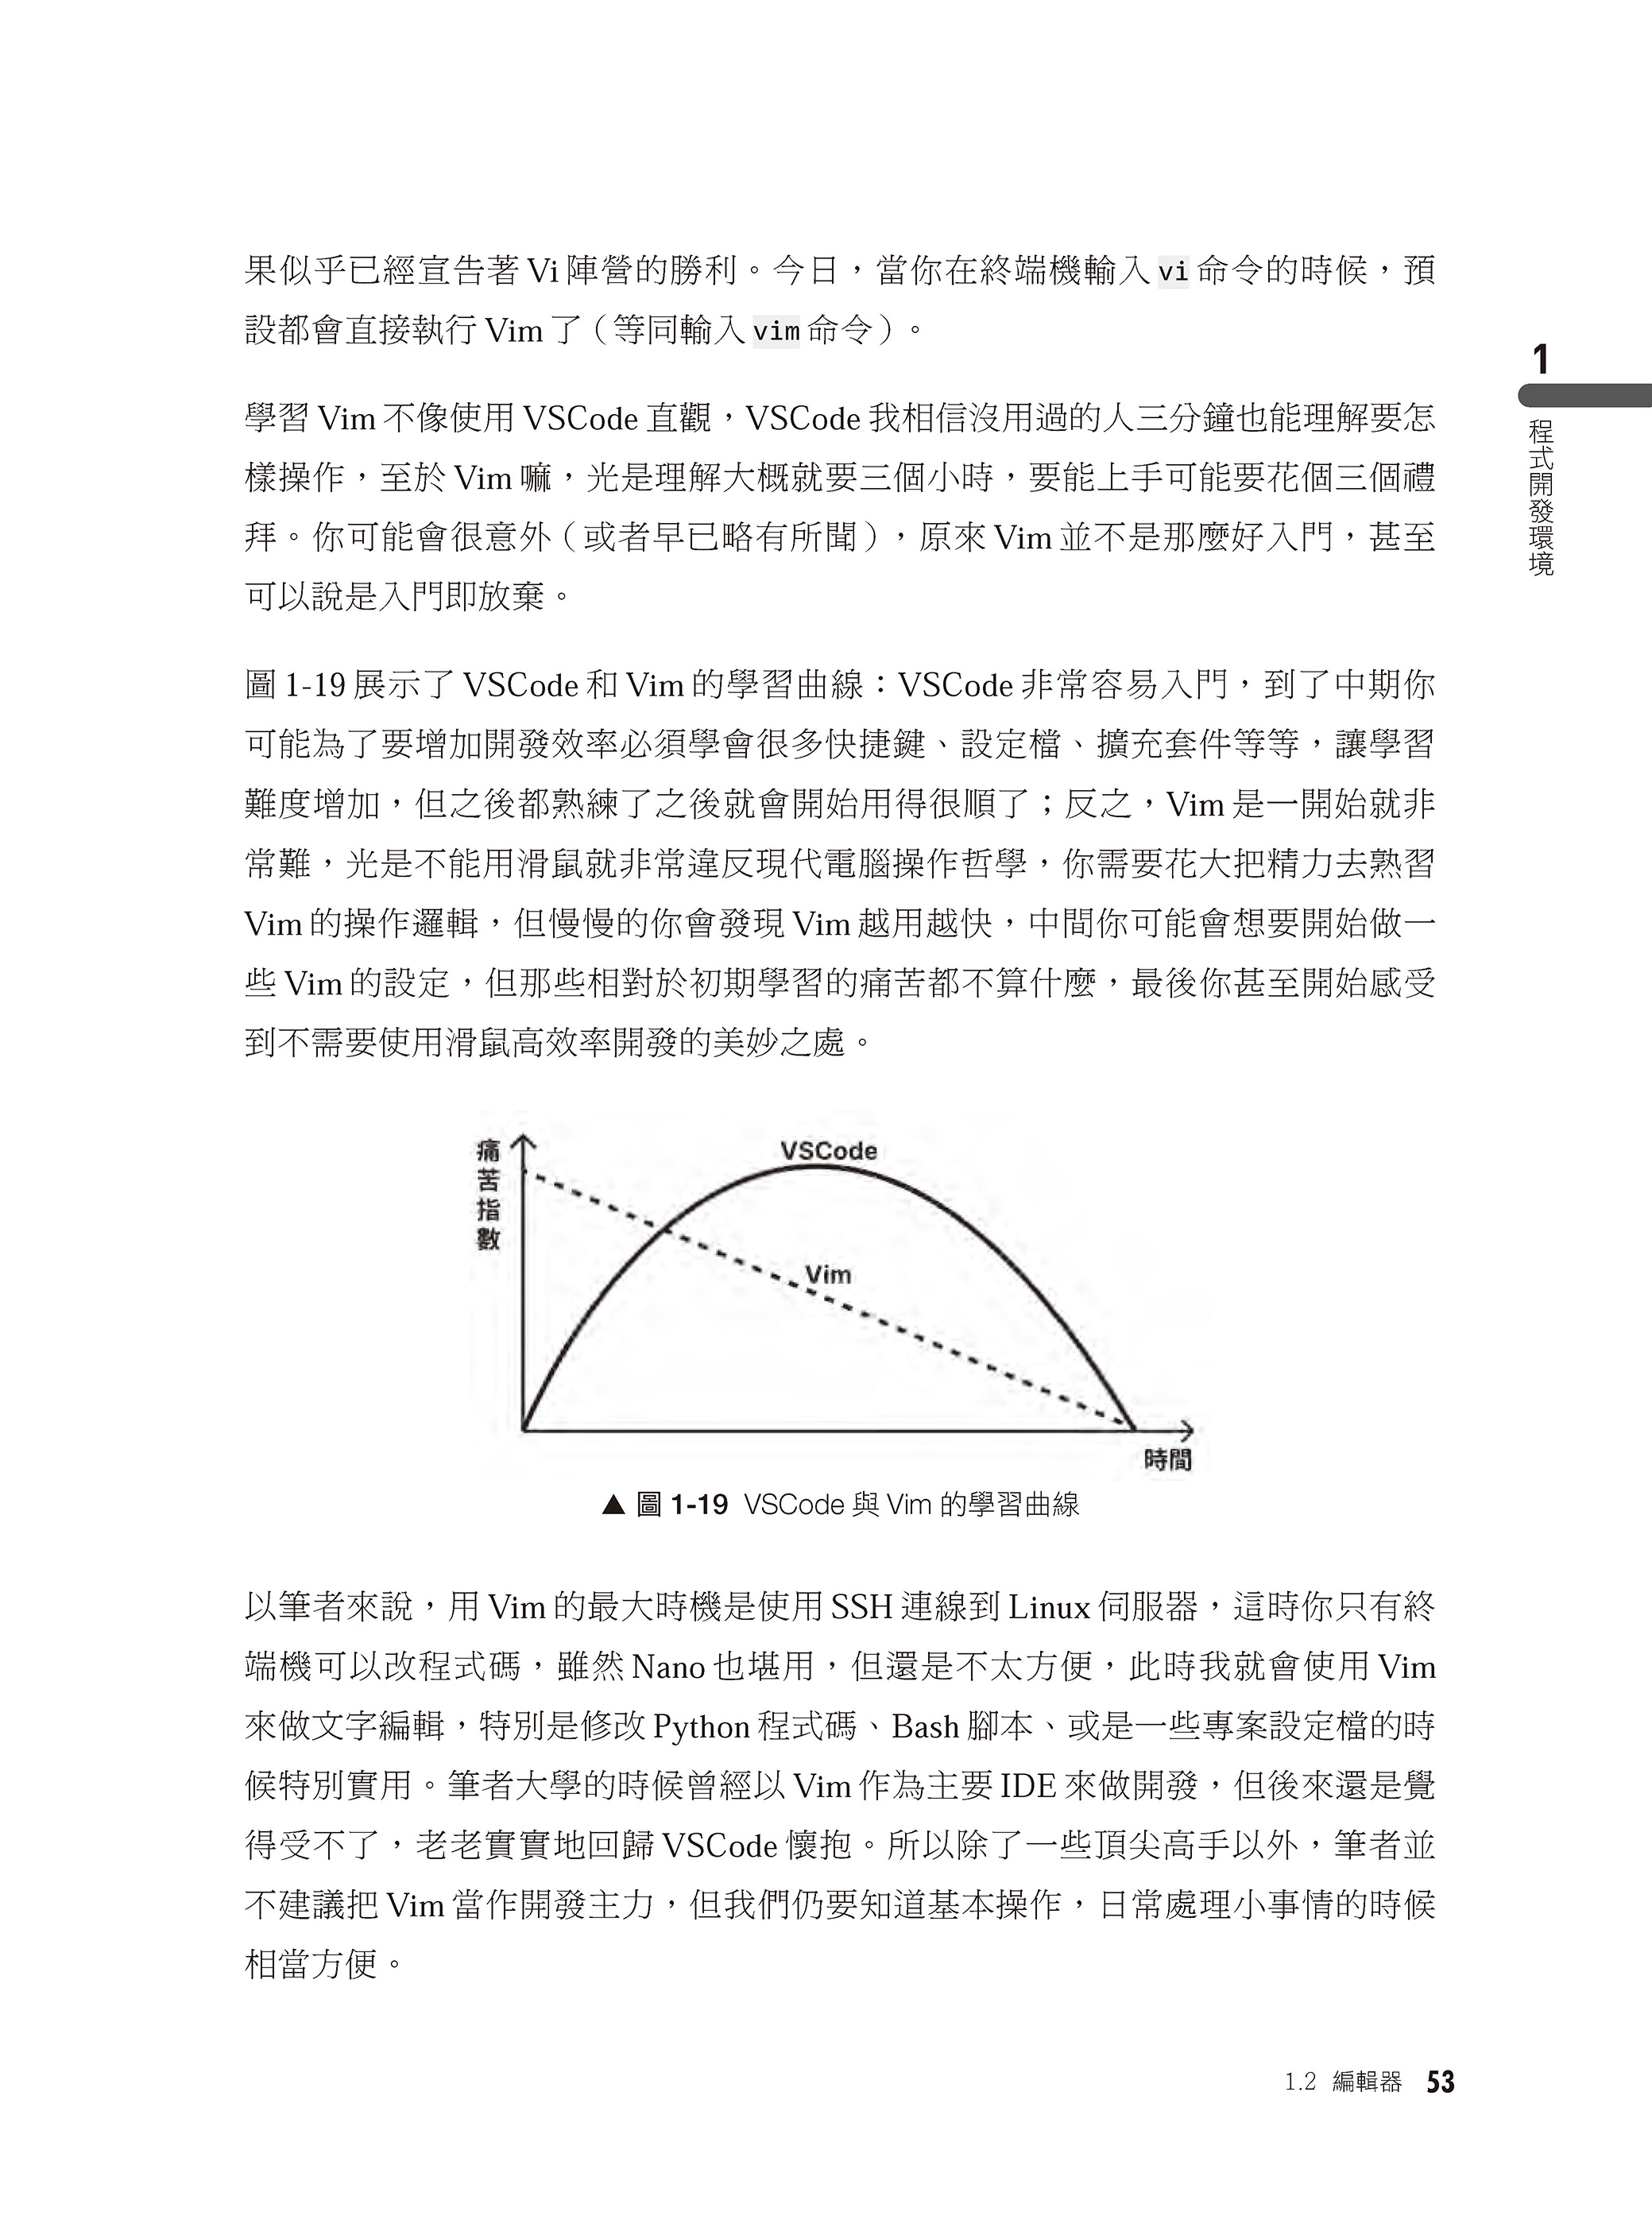 果似乎已經宣告著 Vi 陣營的勝利。今日，當你在終端機輸入 vi 命令的時候，預
設都會直接執行 Vim 了（等同輸入 vim 命令）。
學習 Vim 不像使用 VSCode 直觀，VSCode 我相信沒用過的人三分鐘也能理解要怎
樣操作，至於 Vim 嘛，光是理解大概就要三個小時，要能上手可能要花個三個禮
拜。你可能會很意外（或者早已略有所聞），原來 Vim 並不是那麼好入門，甚至
可以說是入門即放棄。
圖 1-19 展示了 VSCode 和 Vim 的學習曲線：VSCode 非常容易入門，到了中期你
可能為了要增加開發效率必須學會很多快捷鍵、設定檔、擴充套件等等，讓學習
難度增加，但之後都熟練了之後就會開始用得很順了；反之，Vim 是一開始就非
常難，光是不能用滑鼠就非常違反現代電腦操作哲學，你需要花大把精力去熟習
Vim 的操作邏輯，但慢慢的你會發現 Vim 越用越快，中間你可能會想要開始做一
些 Vim 的設定，但那些相對於初期學習的痛苦都不算什麼，最後你甚至開始感受
到不需要使用滑鼠高效率開發的美妙之處。
痛苦指數
VSCode
Vim
時間
▲ 圖 1-19 VSCode 與 Vim 的學習曲線
以筆者來說，用 Vim 的最大時機是使用 SSH 連線到 Linux 伺服器，這時你只有終
端機可以改程式碼，雖然 Nano 也堪用，但還是不太方便，此時我就會使用 Vim
來做文字編輯，特別是修改 Python 程式碼、Bash 腳本、或是一些專案設定檔的時
候特別實用。筆者大學的時候曾經以 Vim 作為主要 IDE 來做開發，但後來還是覺
得受不了，老老實實地回歸 VSCode 懷抱。所以除了一些頂尖高手以外，筆者並
不建議把 Vim 當作開發主力，但我們仍要知道基本操作，日常處理小事情的時候
相當方便。
1
程式開發環境
1.2 編輯器 53